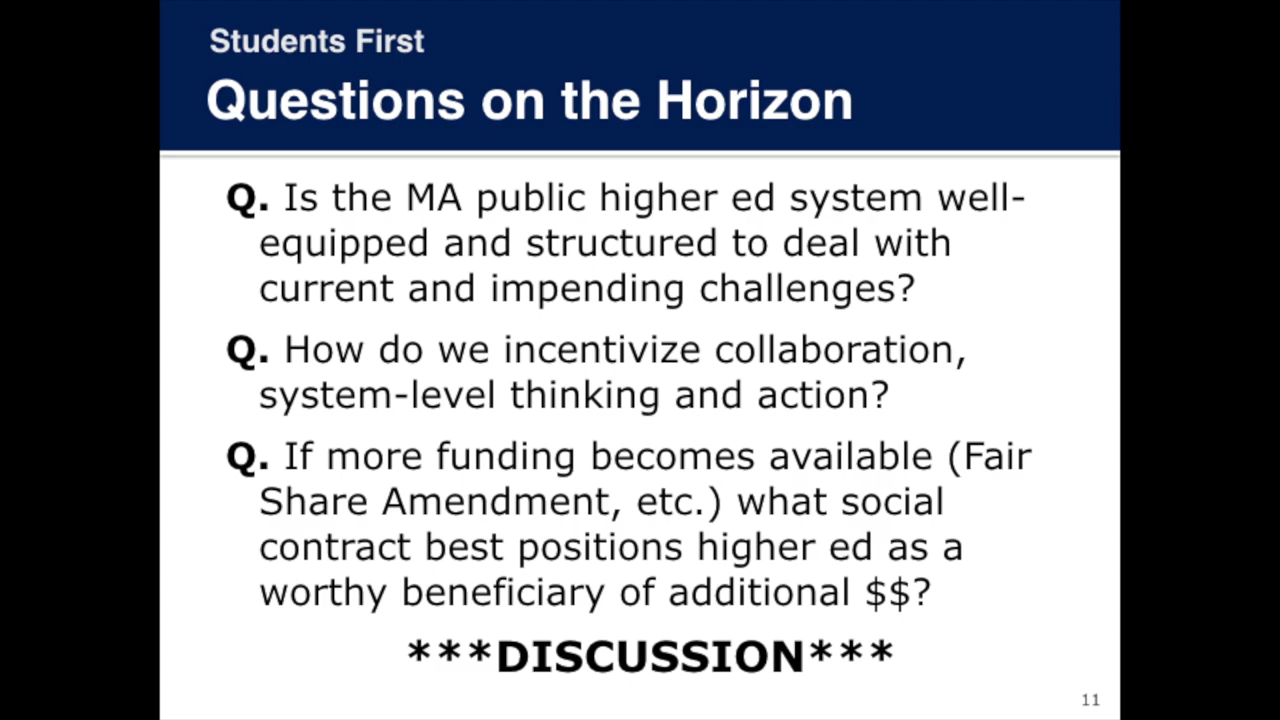 Students First
Questions on the Horizon
Q. Is the MA public higher ed system well-
equipped and structured to deal with
current and impending challenges?
Q. How do we incentivize collaboration,
system-level thinking and action?
Q. If more funding becomes available (Fair
Share Amendment, etc.) what social
contract best positions higher ed as a
worthy beneficiary of additional $$?
***DISCUSSION***
11